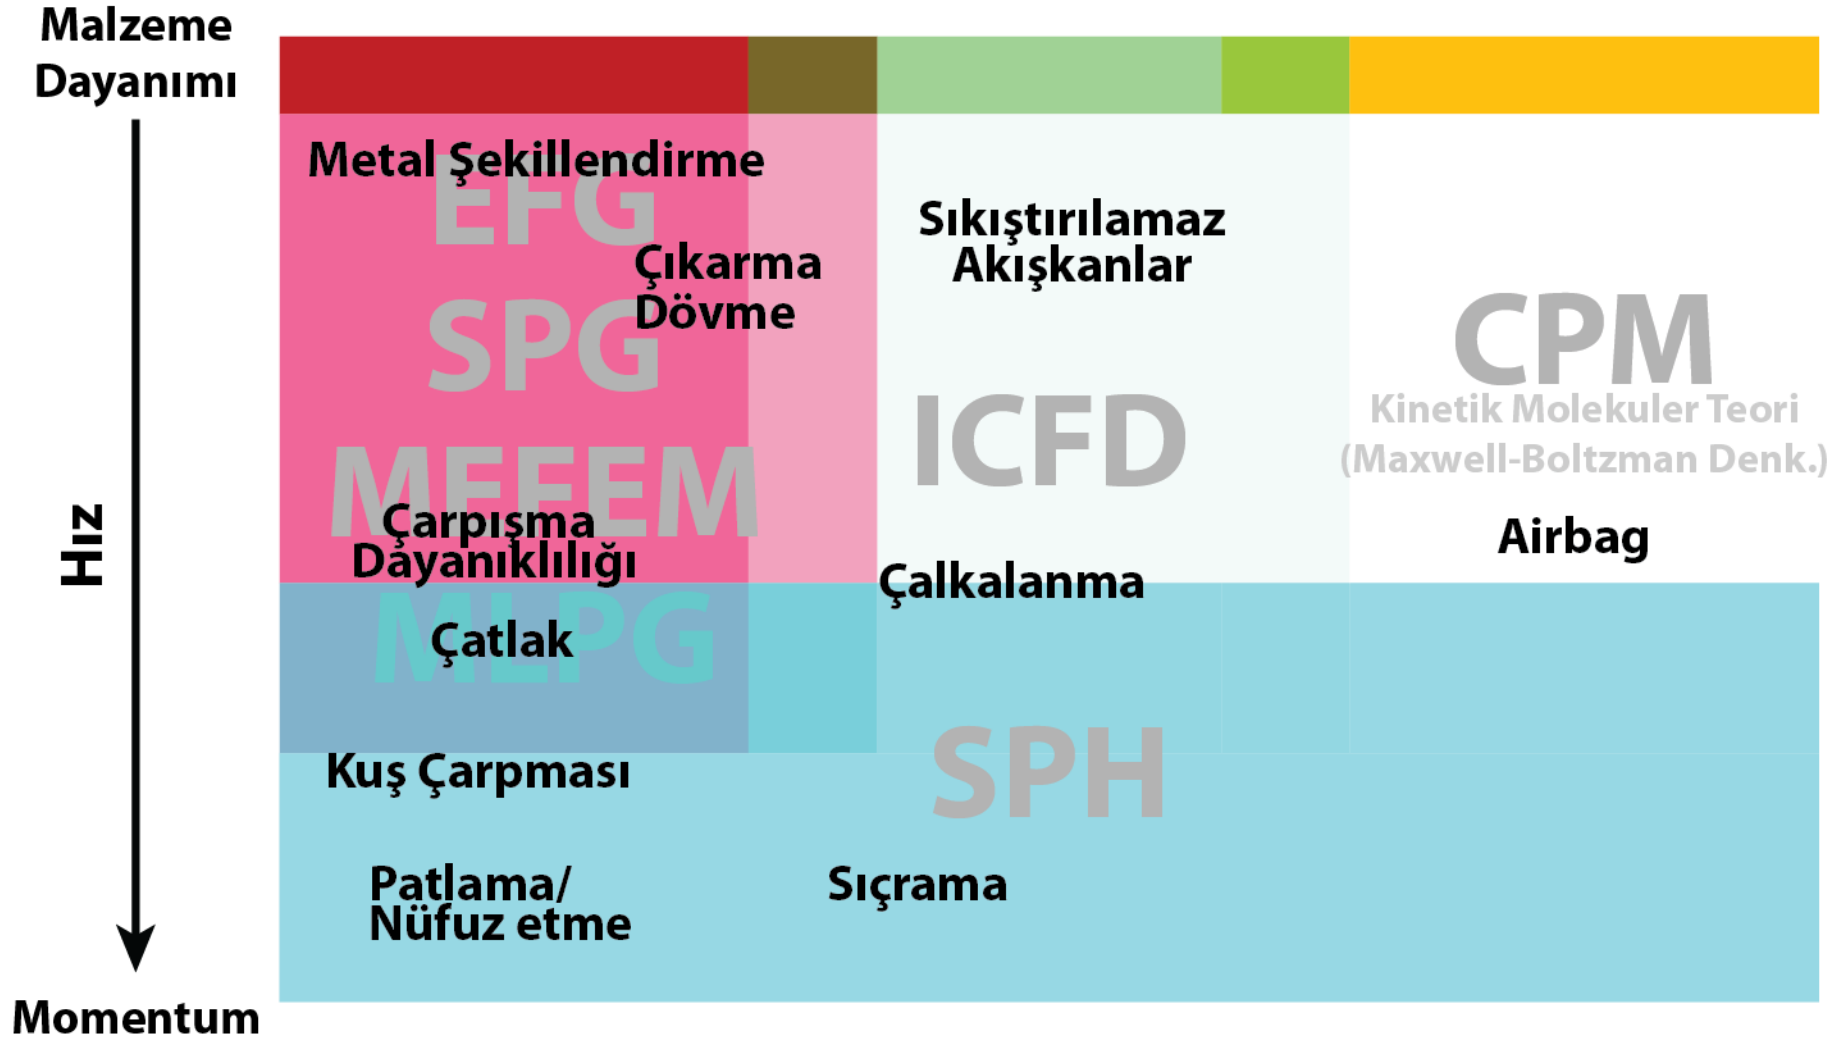 Malzeme
Dayanımı
Hız
Momentum
Metal Şekillendirme
EFG
Çıkarma
Dövme
SPG
MEFEM
Çarpışma
Dayanıklılığı
MLPG
Çatlak
Kuş Çarpması
Patlama/
Nüfuz etme
Sıkıştırılamaz
Akışkanlar
ICFD
Çalkalanma
SPH
Sıçrama
CPM
Kinetik Molekuler Teori
(Maxwell-Boltzman Denk.)
Airbag